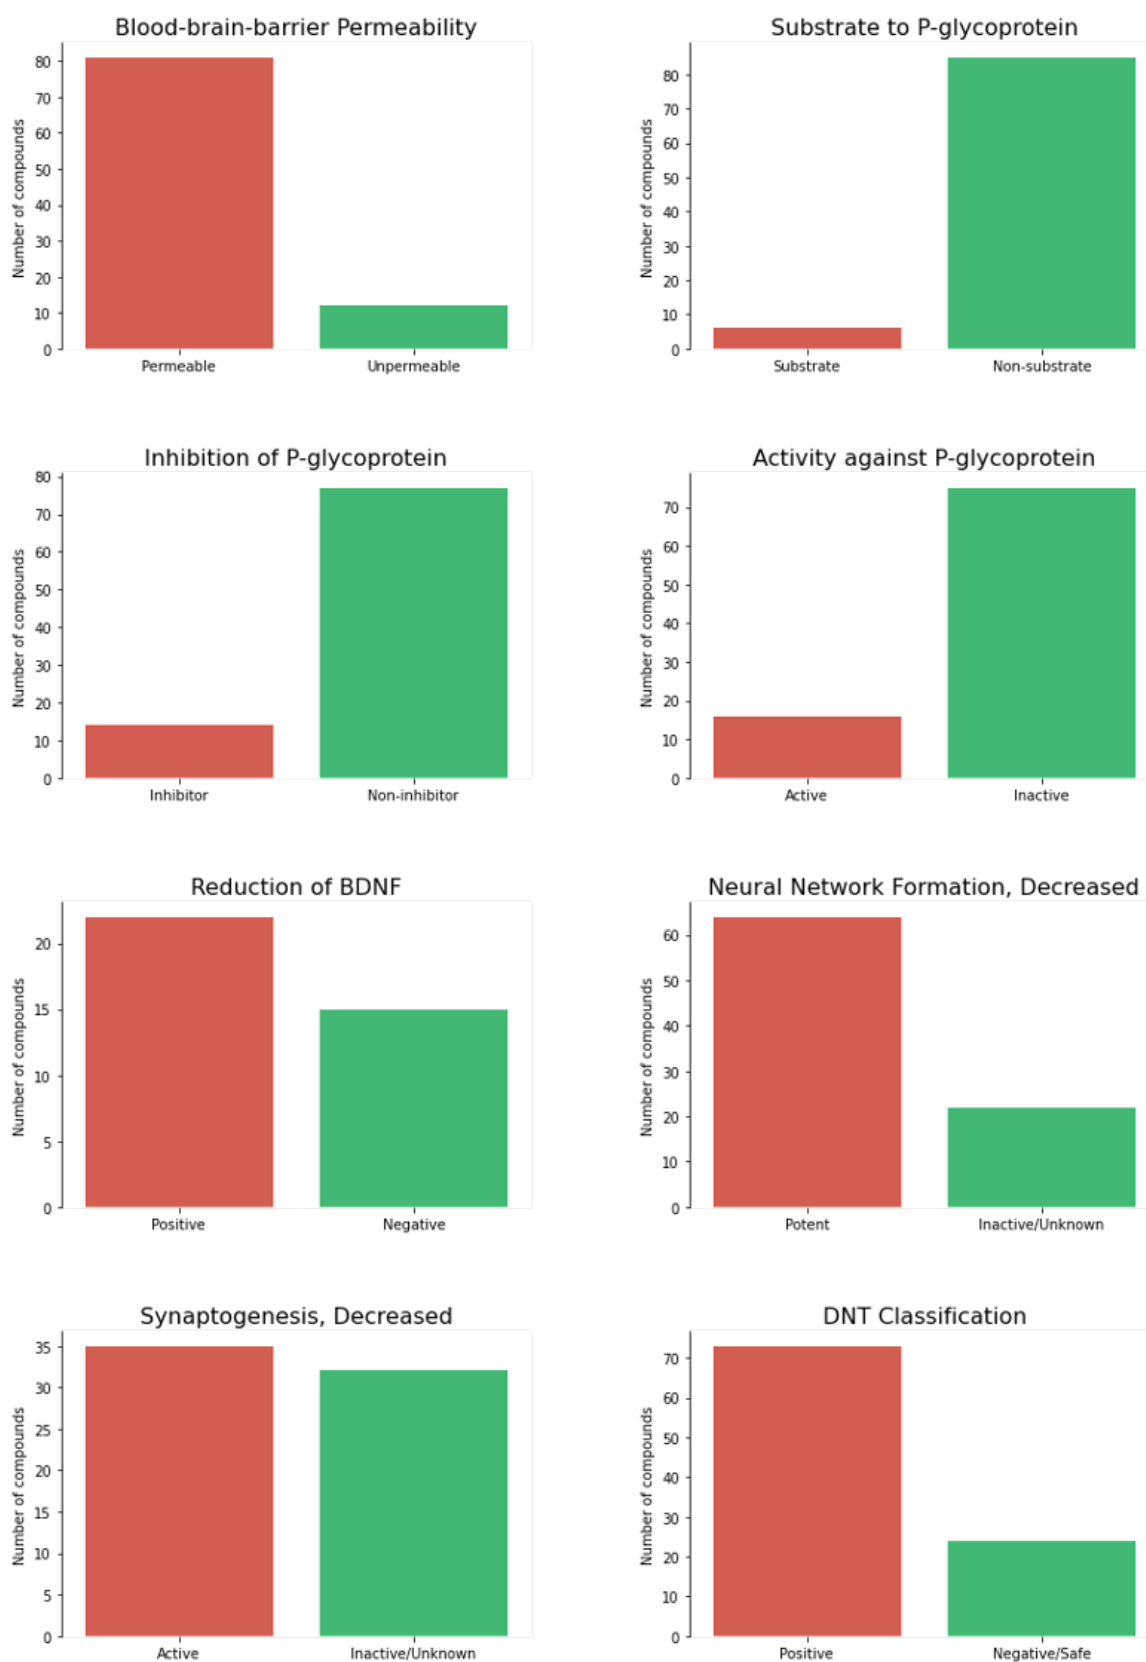 Blood-brain-barrier Permeability
Number of compounds
80
70
60
50
40
30
20
10
0
Permeable
Unpermeable
Substrate to P-glycoprotein
Number of compounds
80
70
60
50
40
30
20
10
0
Substrate
Non-substrate
Inhibition of P-glycoprotein
Number of compounds
80
70
60
50
40
30
20
10
0
Inhibitor
Non-inhibitor
Activity against P-glycoprotein
Number of compounds
70
60
50
40
30
20
10
0
Active
Inactive
Reduction of BDNF
Number of compounds
20
15
10
5
0
Positive
Negative
Neural Network Formation, Decreased
Number of compounds
60
50
40
30
20
10
0
Potent
Inactive/Unknown
Synaptogenesis, Decreased
Number of compounds
35
30
25
20
15
10
5
0
Active
Inactive/Unknown
DNT Classification
Number of compounds
70
60
50
40
30
20
10
0
Positive
Negative/Safe